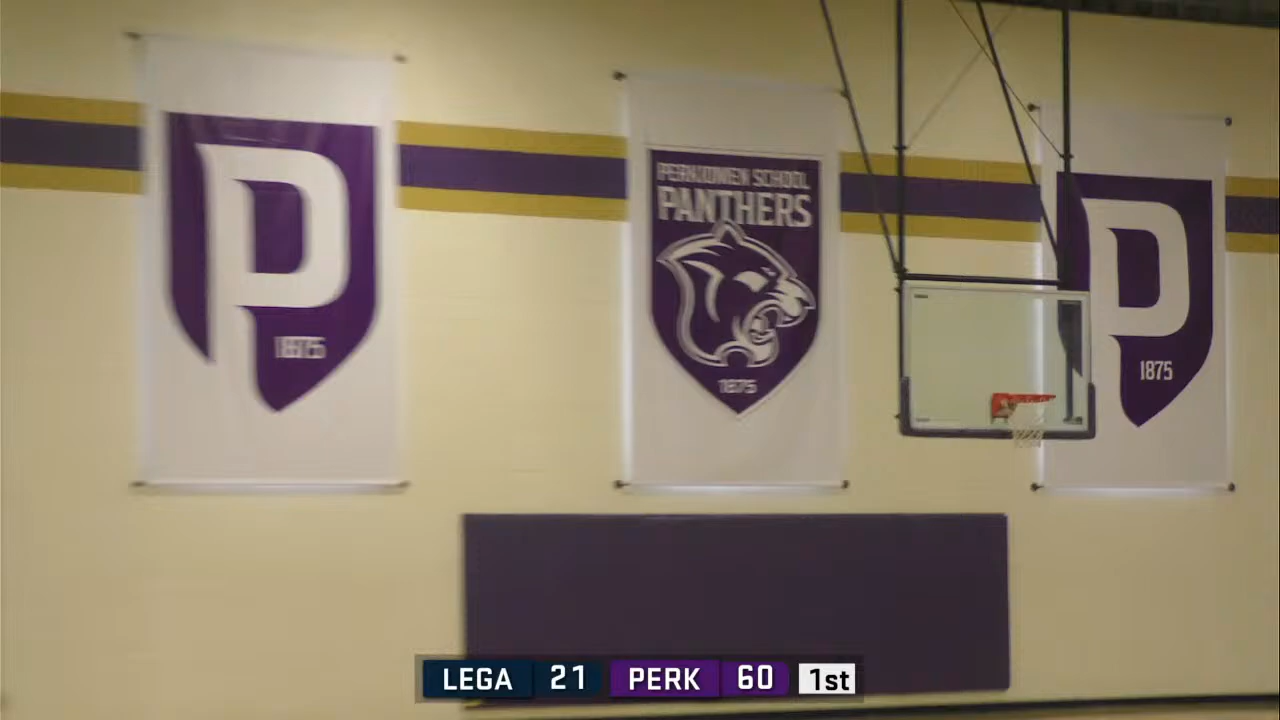 P
1875
PERKIOMEN SCHOOL
PANTHERS
1875
P
1875
LEGA 21 PERK 60 1st